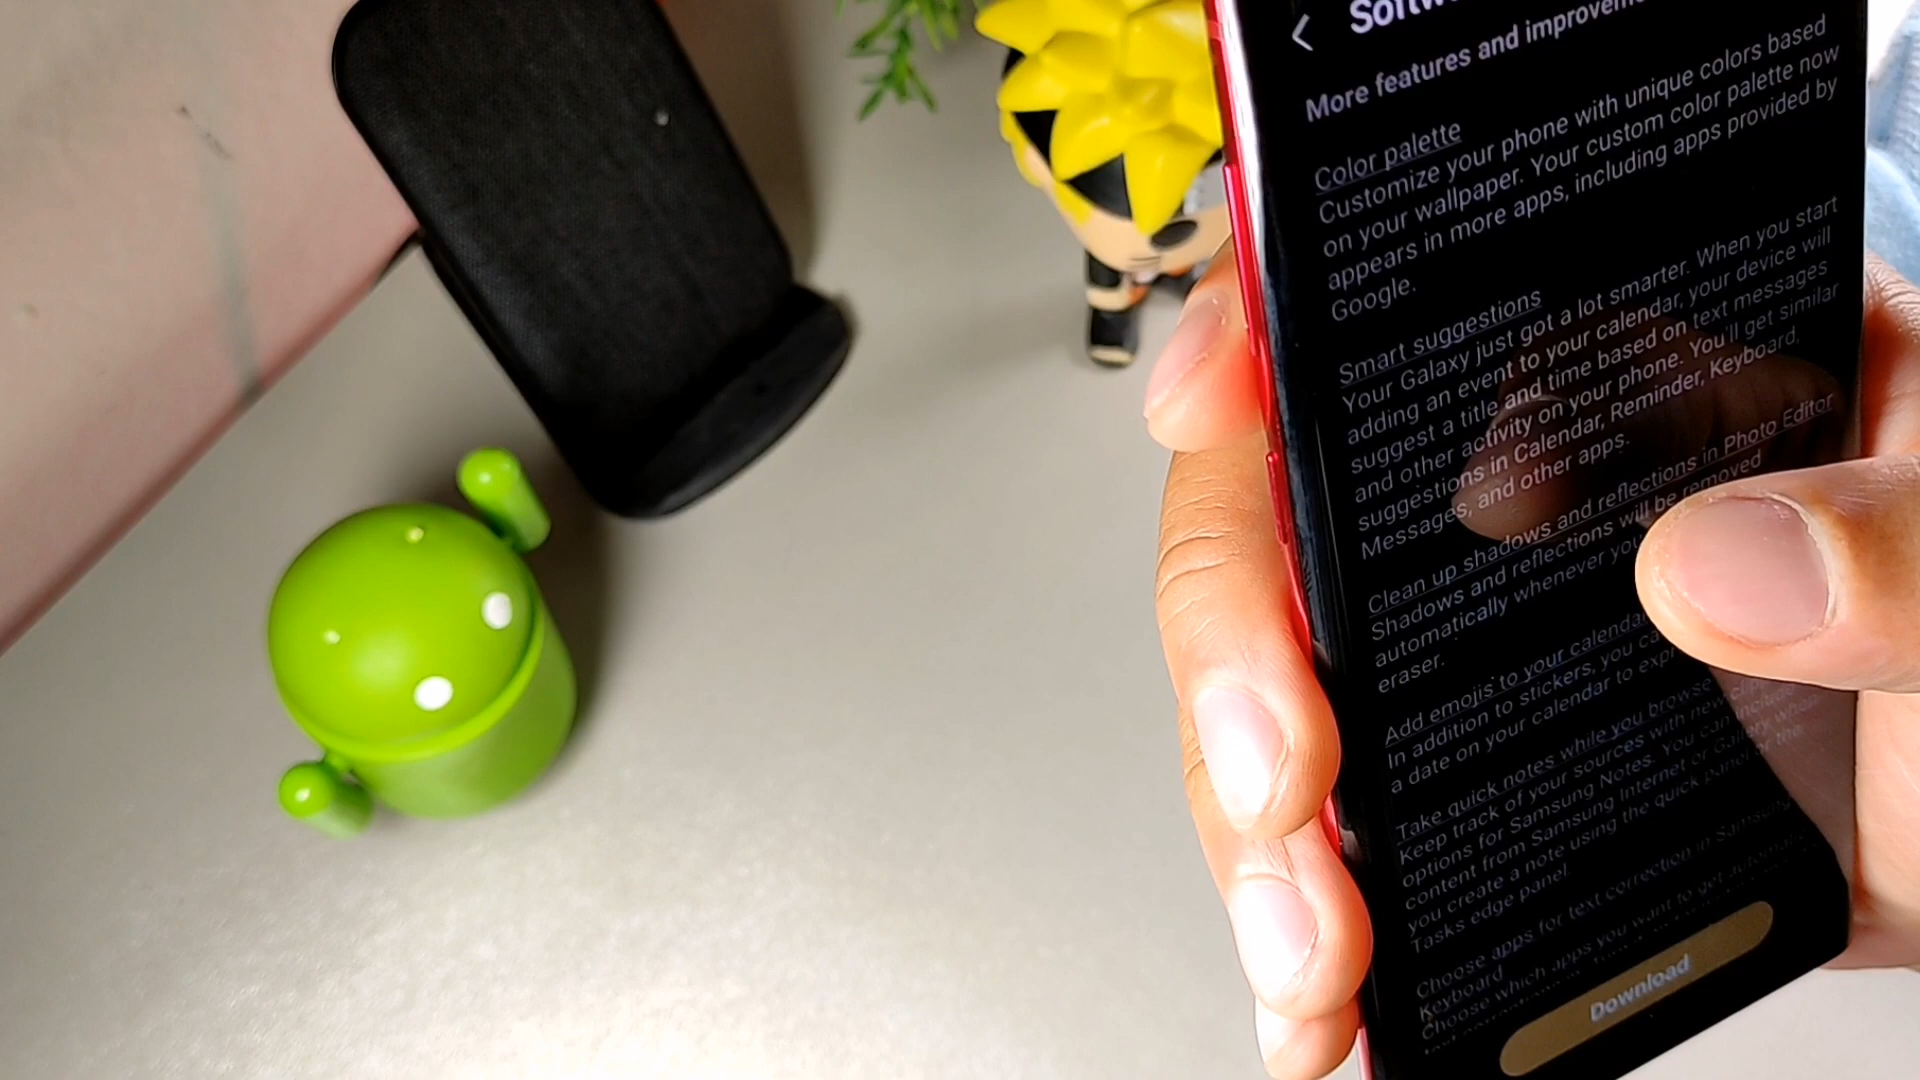 More features and
Color palette
Customize your phone with unique colors based
on your wallpaper. Your custom color palette now
appears in more apps, including apps provided by
Google.
Smart suggestions
Your Galaxy just got a lot smarter. When you start
adding an event to your calendar, your device will
suggest a title and time based on text messages
and other activity on your phone. You'll get similar
suggestions in Calendar, Reminder, Keyboard,
Messages, and other apps.
Clean up shadows and reflections in Photo Editor
Shadows and reflections will be removed
automatically whenever
eraser.
Add emojis to your
In addition to stickers, you
a date on your calendar to
Take quick notes while you browse
Keep track of your sources with new
options for Samsung Notes. You can include
content from Samsung Internet or Gallery when
you create a note using the quick panel or the
Tasks edge panel.
Choose apps for text correction in
Keyboard
Choose which apps you want to get
Download